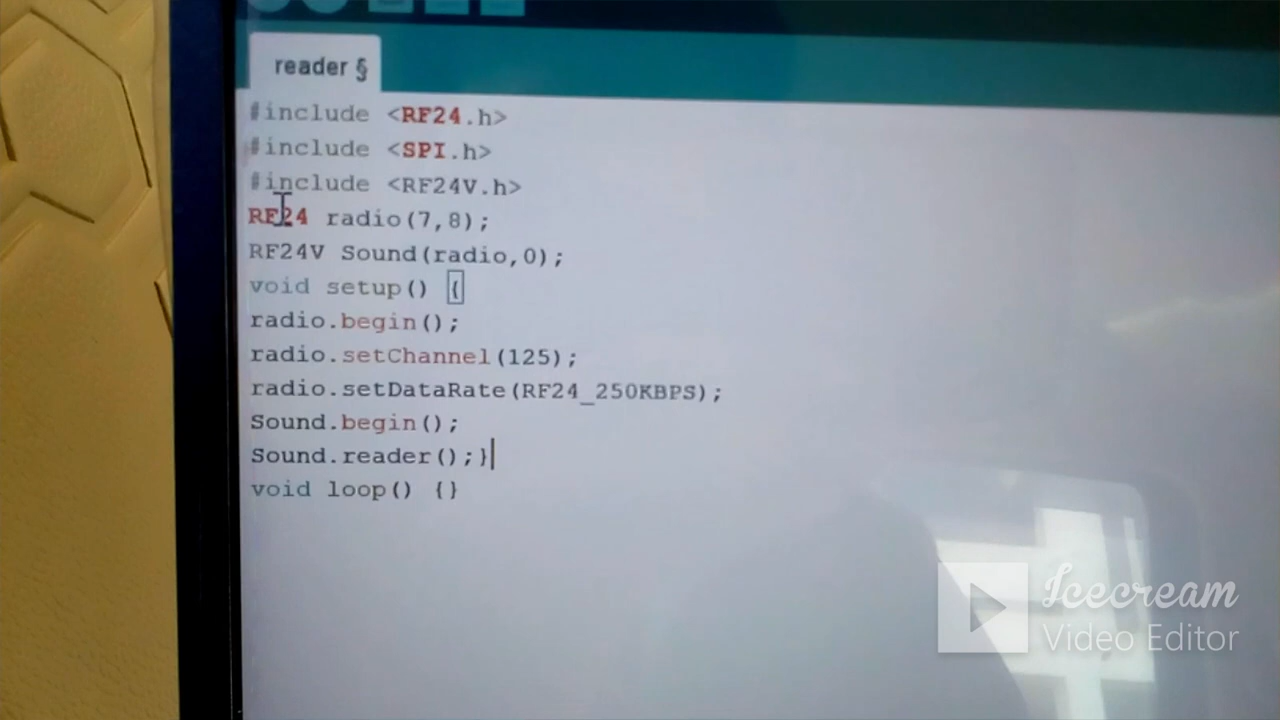 reader §
#include <RF24.h>
#include <SPI.h>
#include <RF24V.h>
RF24 radio(7,8);
RF24V Sound(radio,0);
void setup() {
radio.begin();
radio.setChannel(125);
radio.setDataRate(RF24_250KBPS);
Sound.begin();
Sound.reader();}
void loop() {}
Icecream
Video Editor